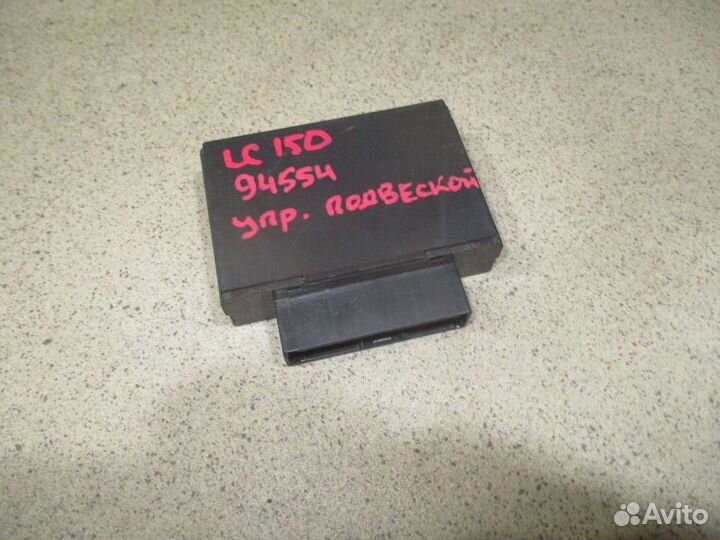 LC 150
94554
упр. подвеской
Avito